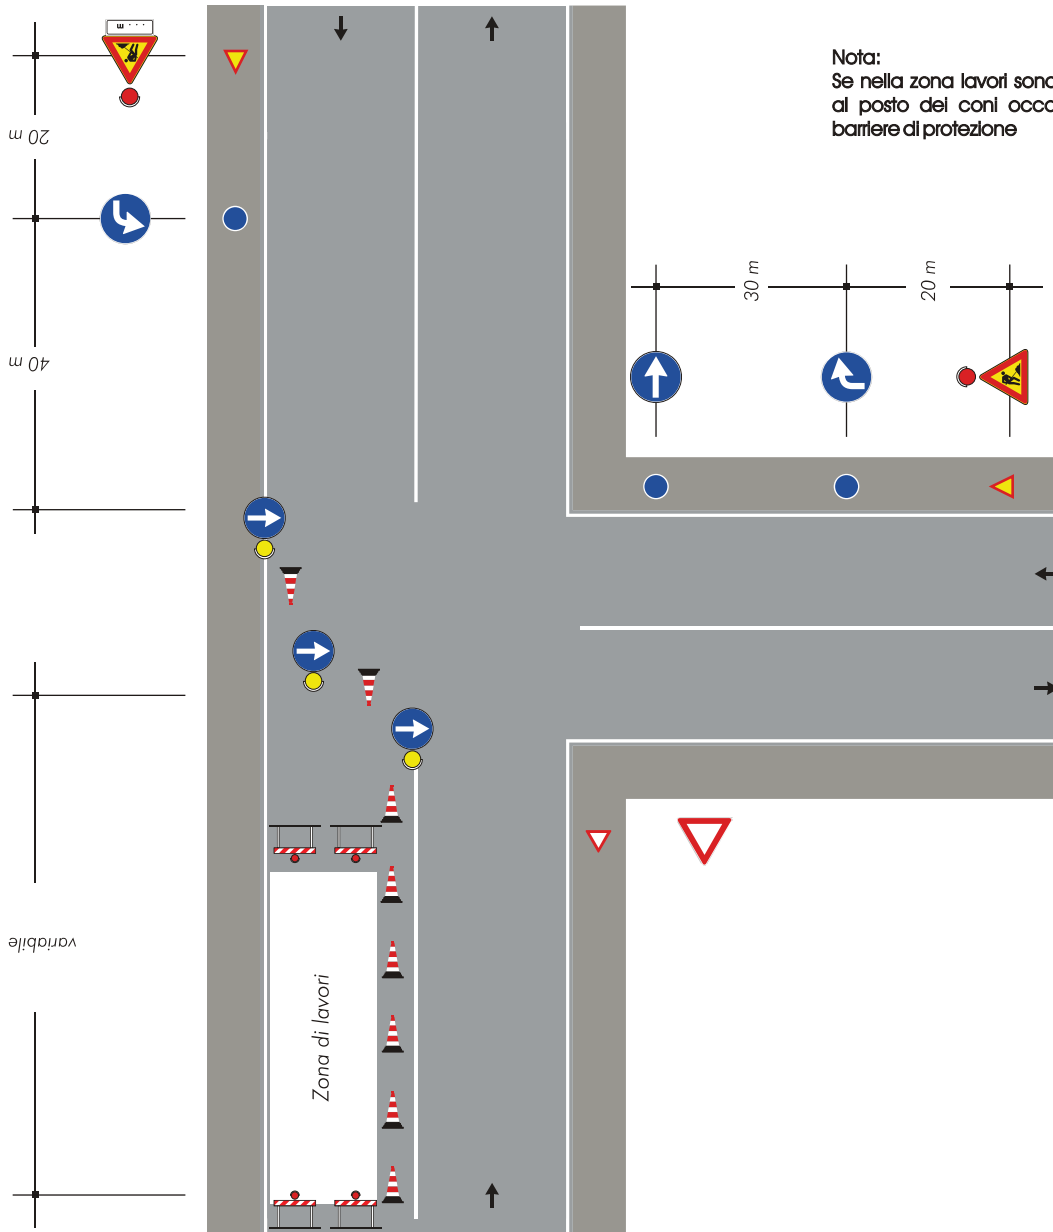 Nota:
Se nella zona lavori sono
al posto dei coni occo
barriere di protezione
m
20 m
40 m
30 m
20 m
variabile
Zona di lavori